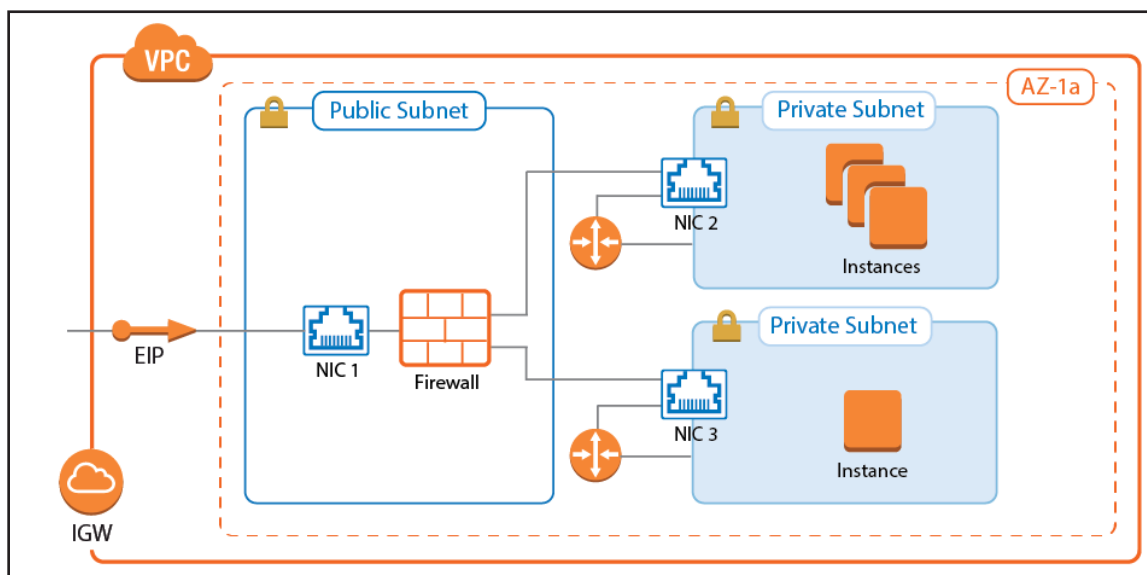 VPC
AZ-1a
Public Subnet
Private Subnet
NIC 2
Instances
EIP
NIC 1
Firewall
Private Subnet
NIC 3
Instance
IGW